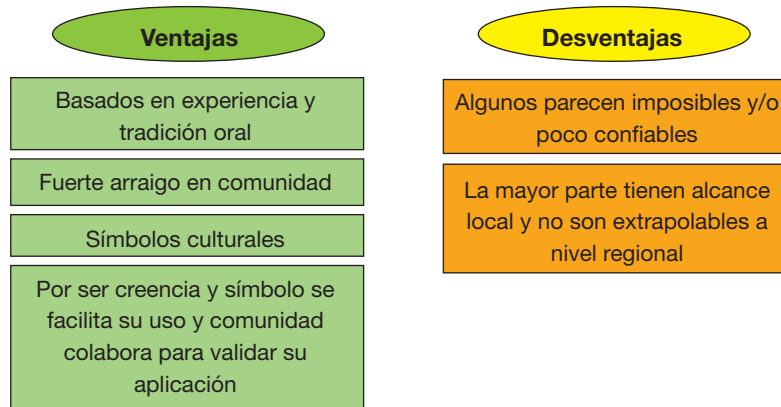 Ventajas
Basados en experiencia y
tradición oral
Fuerte arraigo en comunidad
Símbolos culturales
Por ser creencia y símbolo se
facilita su uso y comunidad
colabora para validar su
aplicación
Desventajas
Algunos parecen imposibles y/o
poco confiables
La mayor parte tienen alcance
local y no son extrapolables a
nivel regional